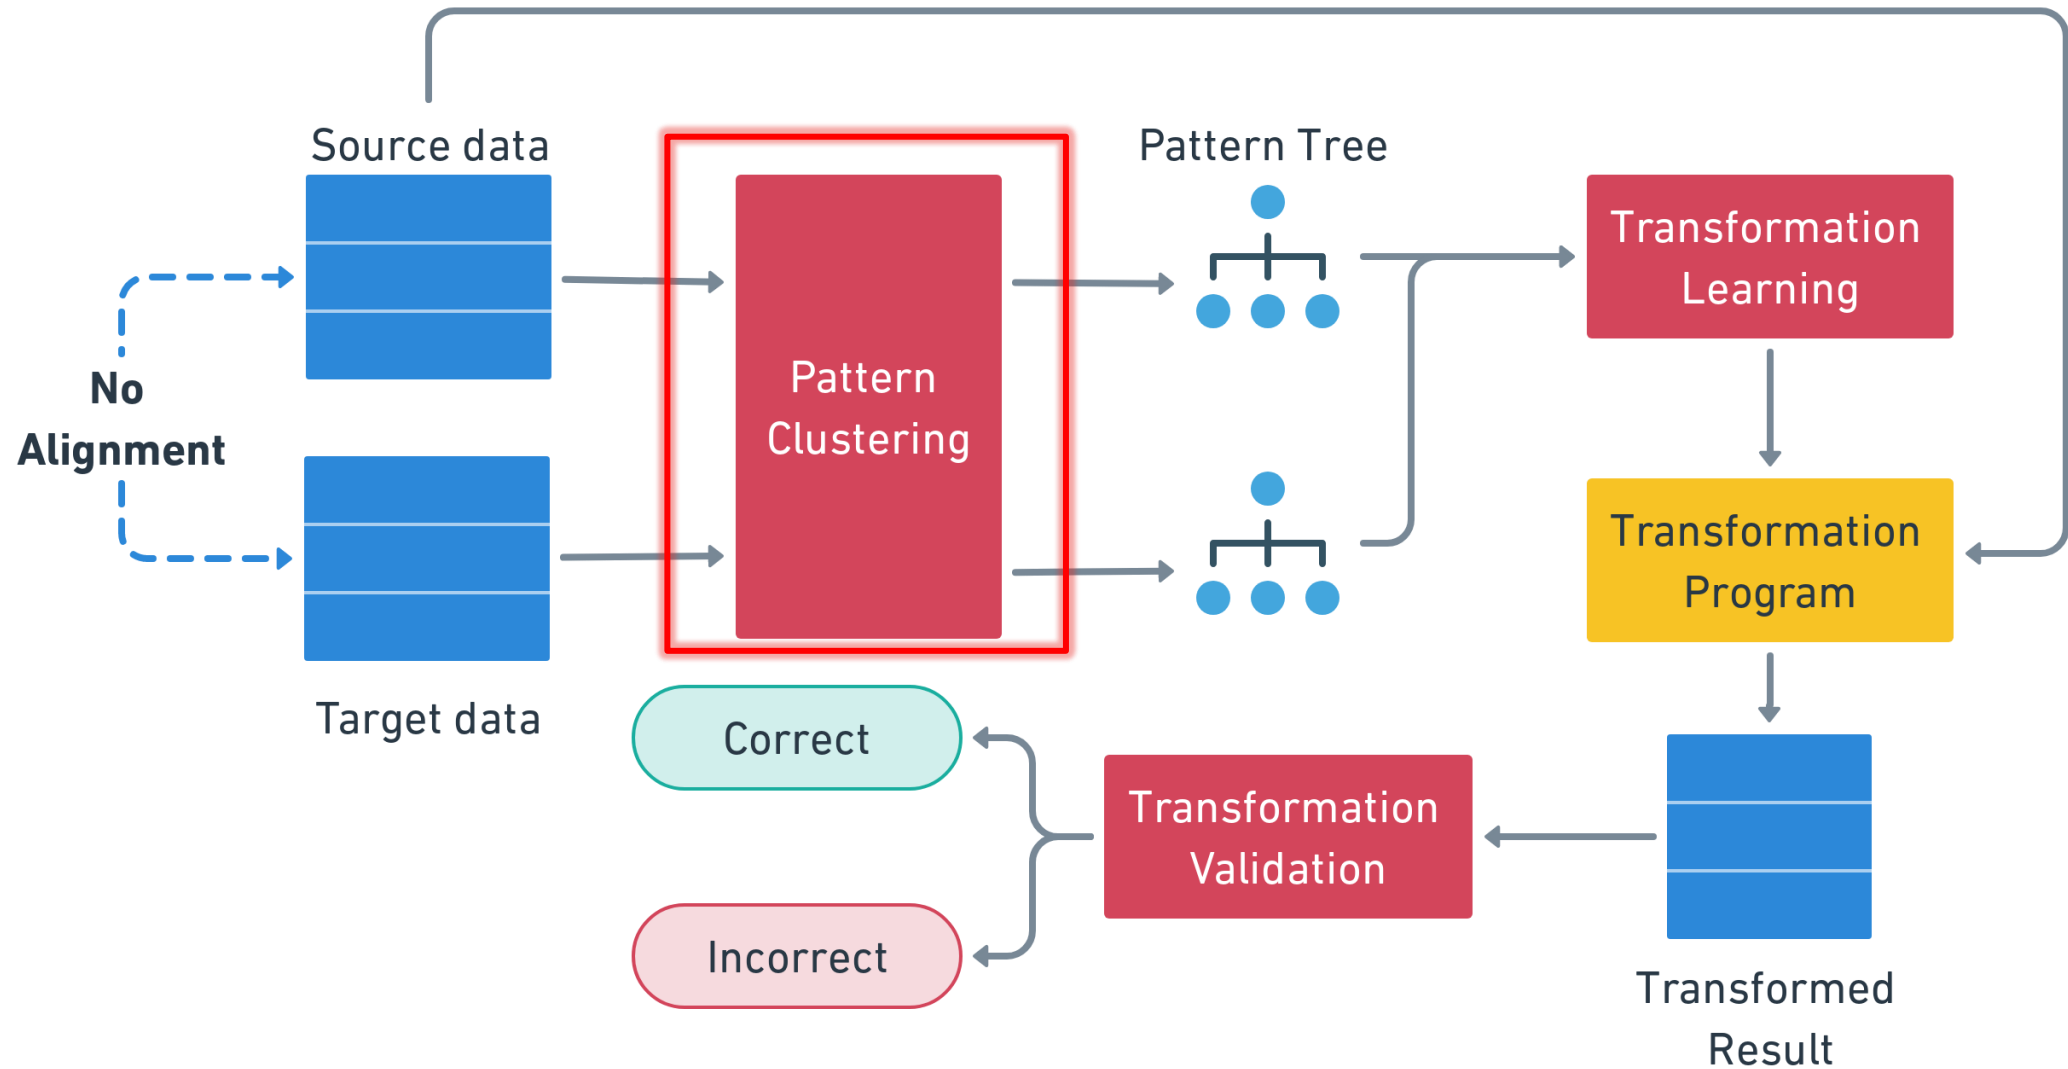 Source data
Pattern Tree
Transformation
Learning
No
Alignment
Pattern
Clustering
Transformation
Program
Target data
Correct
Transformation
Validation
Incorrect
Transformed
Result